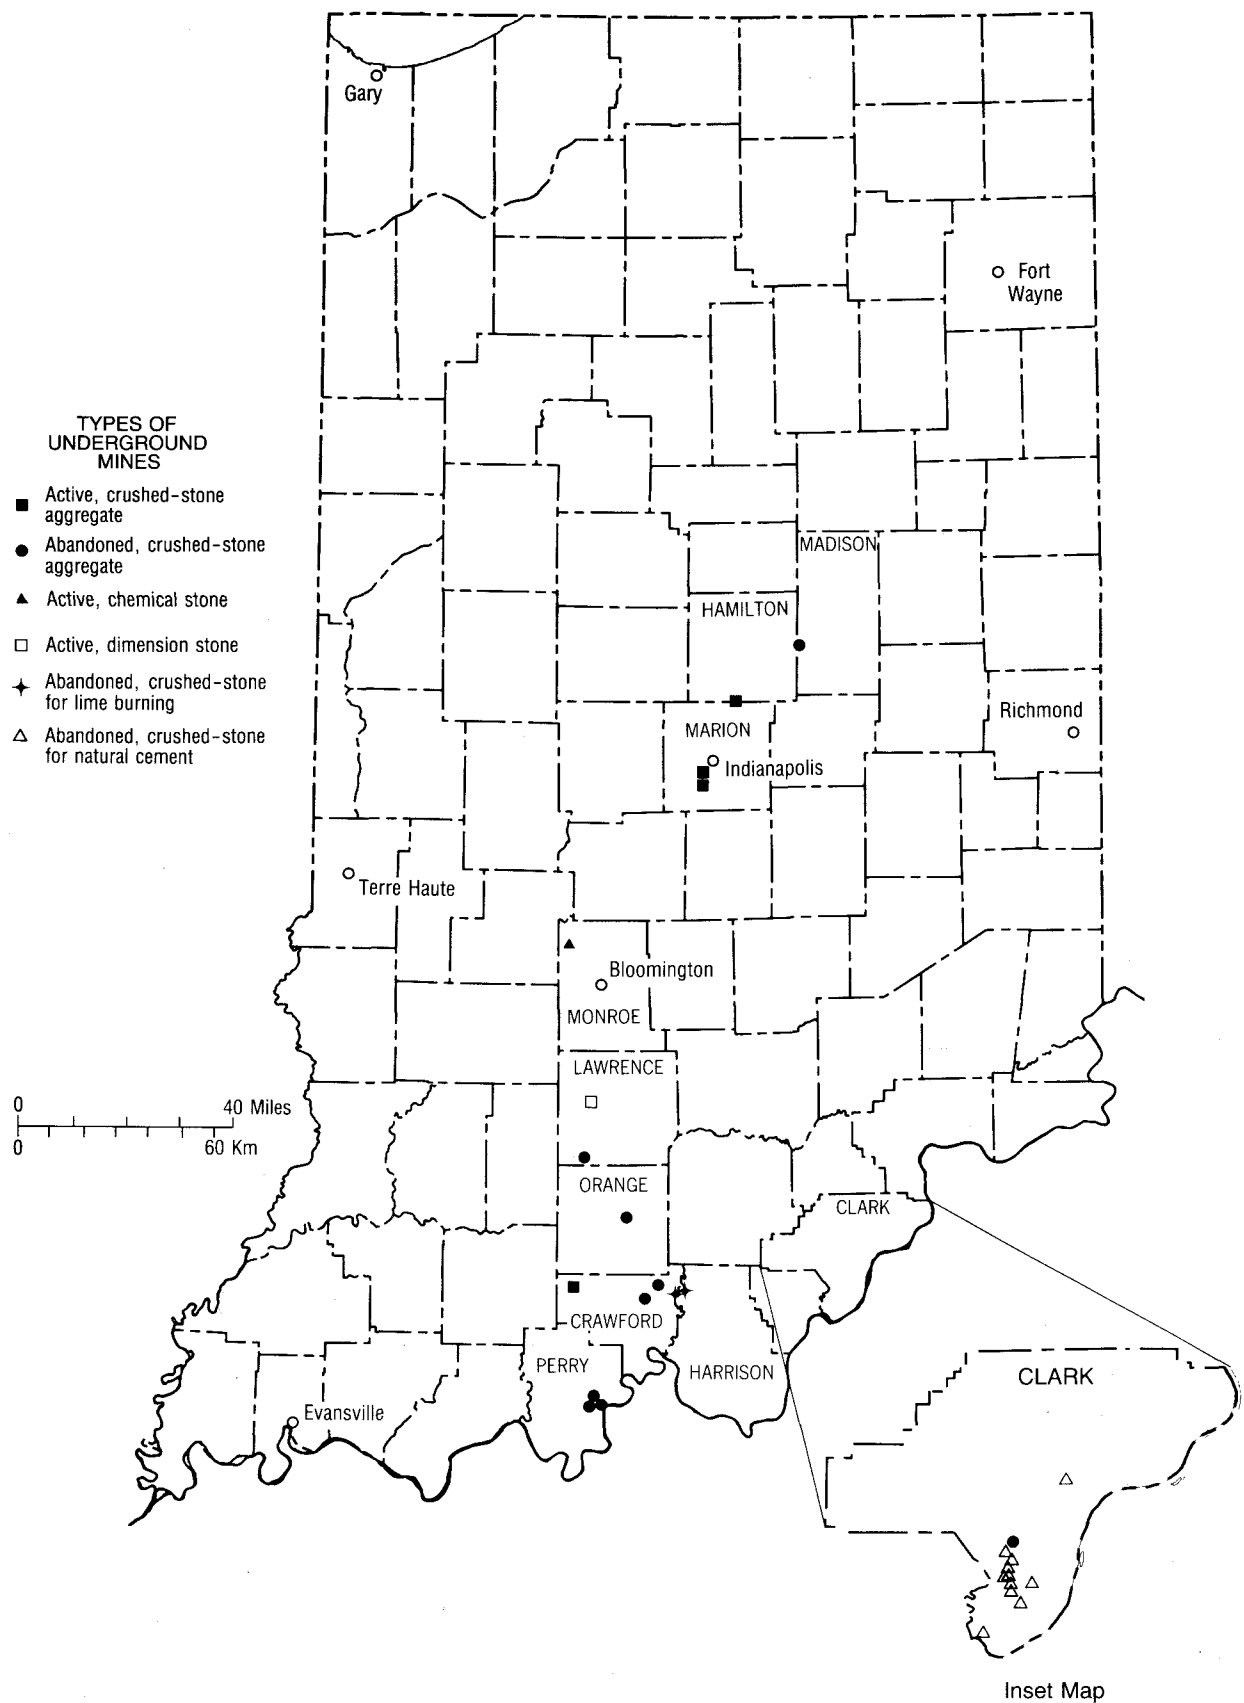 Gary
Fort
Wayne
TYPES OF
UNDERGROUND
MINES
Active, crushed-stone
aggregate
Abandoned, crushed-stone
aggregate
Active, chemical stone
Active, dimension stone
Abandoned, crushed-stone
for lime burning
Abandoned, crushed-stone
for natural cement
MADISON
HAMILTON
MARION
Indianapolis
Richmond
Terre Haute
Bloomington
MONROE
LAWRENCE
0 40 Miles
0 60 Km
ORANGE
CLARK
CRAWFORD
PERRY
HARRISON
Evansville
CLARK
Inset Map